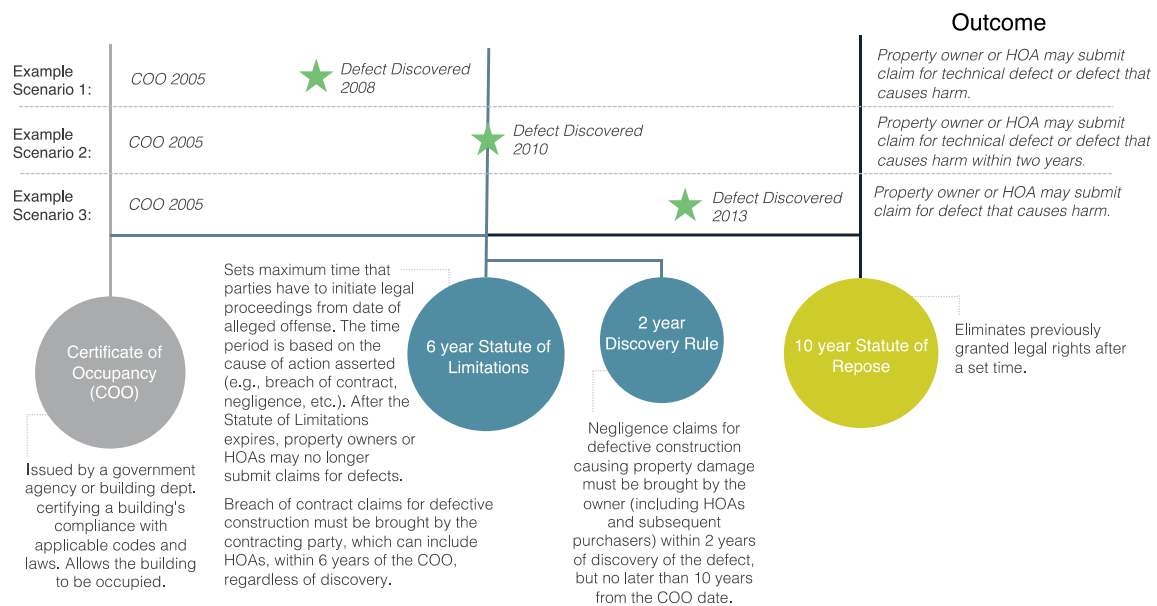 Outcome
Example
Scenario 1:
COO 2005
Defect Discovered
2008
Property owner or HOA may submit
claim for technical defect or defect that
causes harm.
Example
Scenario 2:
COO 2005
Defect Discovered
2010
Property owner or HOA may submit
claim for technical defect or defect that
causes harm within two years.
Example
Scenario 3:
COO 2005
Defect Discovered
2013
Property owner or HOA may submit
claim for defect that causes harm.
Certificate of
Occupancy
(COO)
Issued by a government
agency or building dept.
certifying a building's
compliance with
applicable codes and
laws. Allows the building
to be occupied.
Sets maximum time that
parties have to initiate legal
proceedings from date of
alleged offense. The time
period is based on the
cause of action asserted
(e.g., breach of contract,
negligence, etc.). After the
Statute of Limitations
expires, property owners or
HOAs may no longer
submit claims for defects.
Breach of contract claims for defective
construction must be brought by the
contracting party, which can include
HOAs, within 6 years of the COO,
regardless of discovery.
6 year Statute of
Limitations
2 year
Discovery Rule
Negligence claims for
defective construction
causing property damage
must be brought by the
owner (including HOAs
and subsequent
purchasers) within 2 years
of discovery of the defect,
but no later than 10 years
from the COO date.
10 year Statute of
Repose
Eliminates previously
granted legal rights after
a set time.